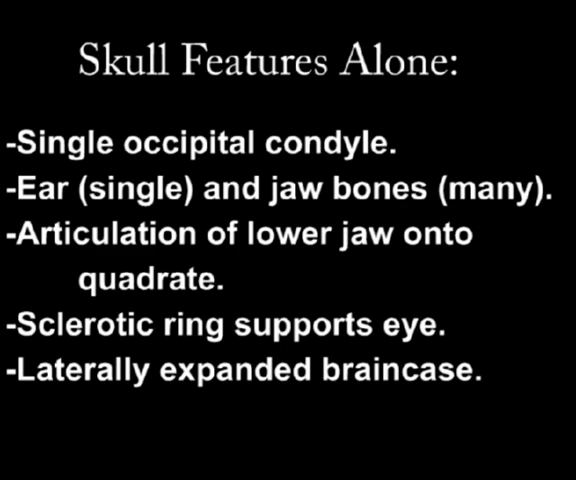 Skull Features Alone:
-Single occipital condyle.
-Ear (single) and jaw bones (many).
-Articulation of lower jaw onto
quadrate.
-Sclerotic ring supports eye.
-Laterally expanded braincase.